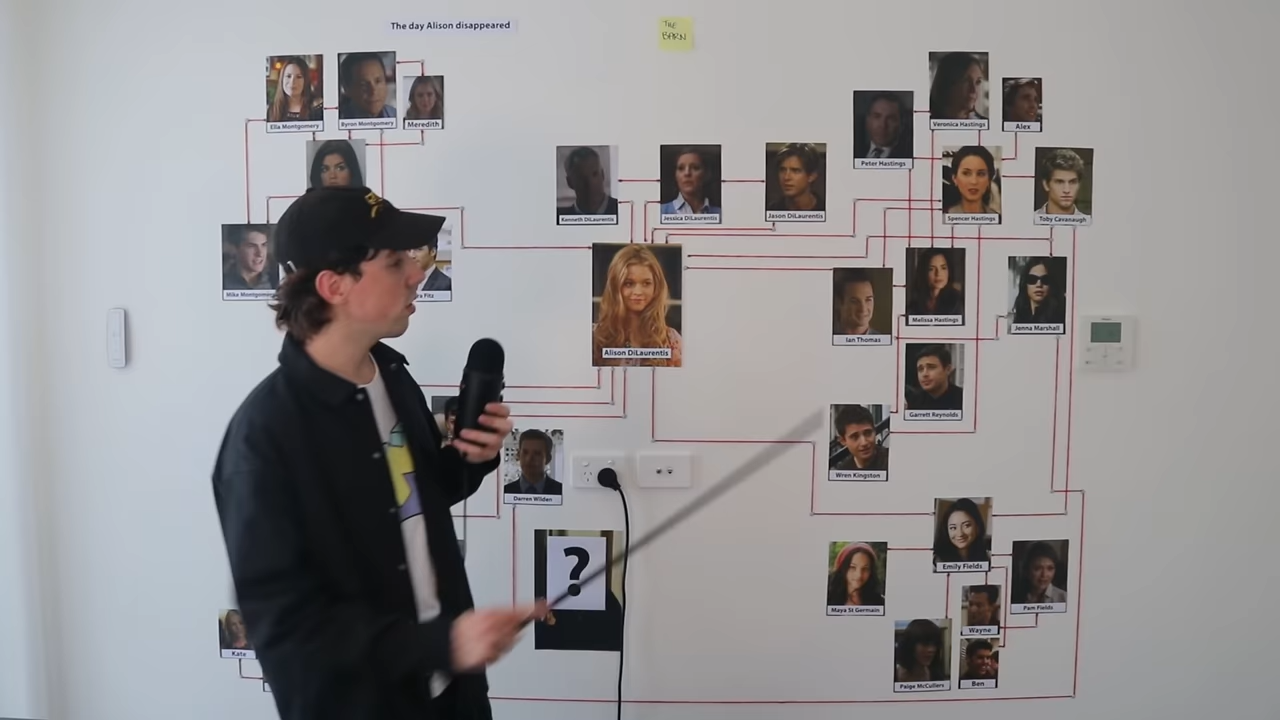 The day Alison disappeared
THE
BARN
Ella Montgomery
Byron Montgomery
Meredith
Veronica Hastings
Alex
Peter Hastings
Kenneth DiLaurentis
Jessica DiLaurentis
Jason DiLaurentis
Spencer Hastings
Toby Cavanaugh
Mike Montgomery
Fitz
Alison DiLaurentis
Ian Thomas
Melissa Hastings
Jenna Marshall
Garrett Reynolds
Wren Kingston
Darren Wilden
?
Emily Fields
Maya St Germain
Pam Fields
Wayne
Paige McCullers
Ben
Kate